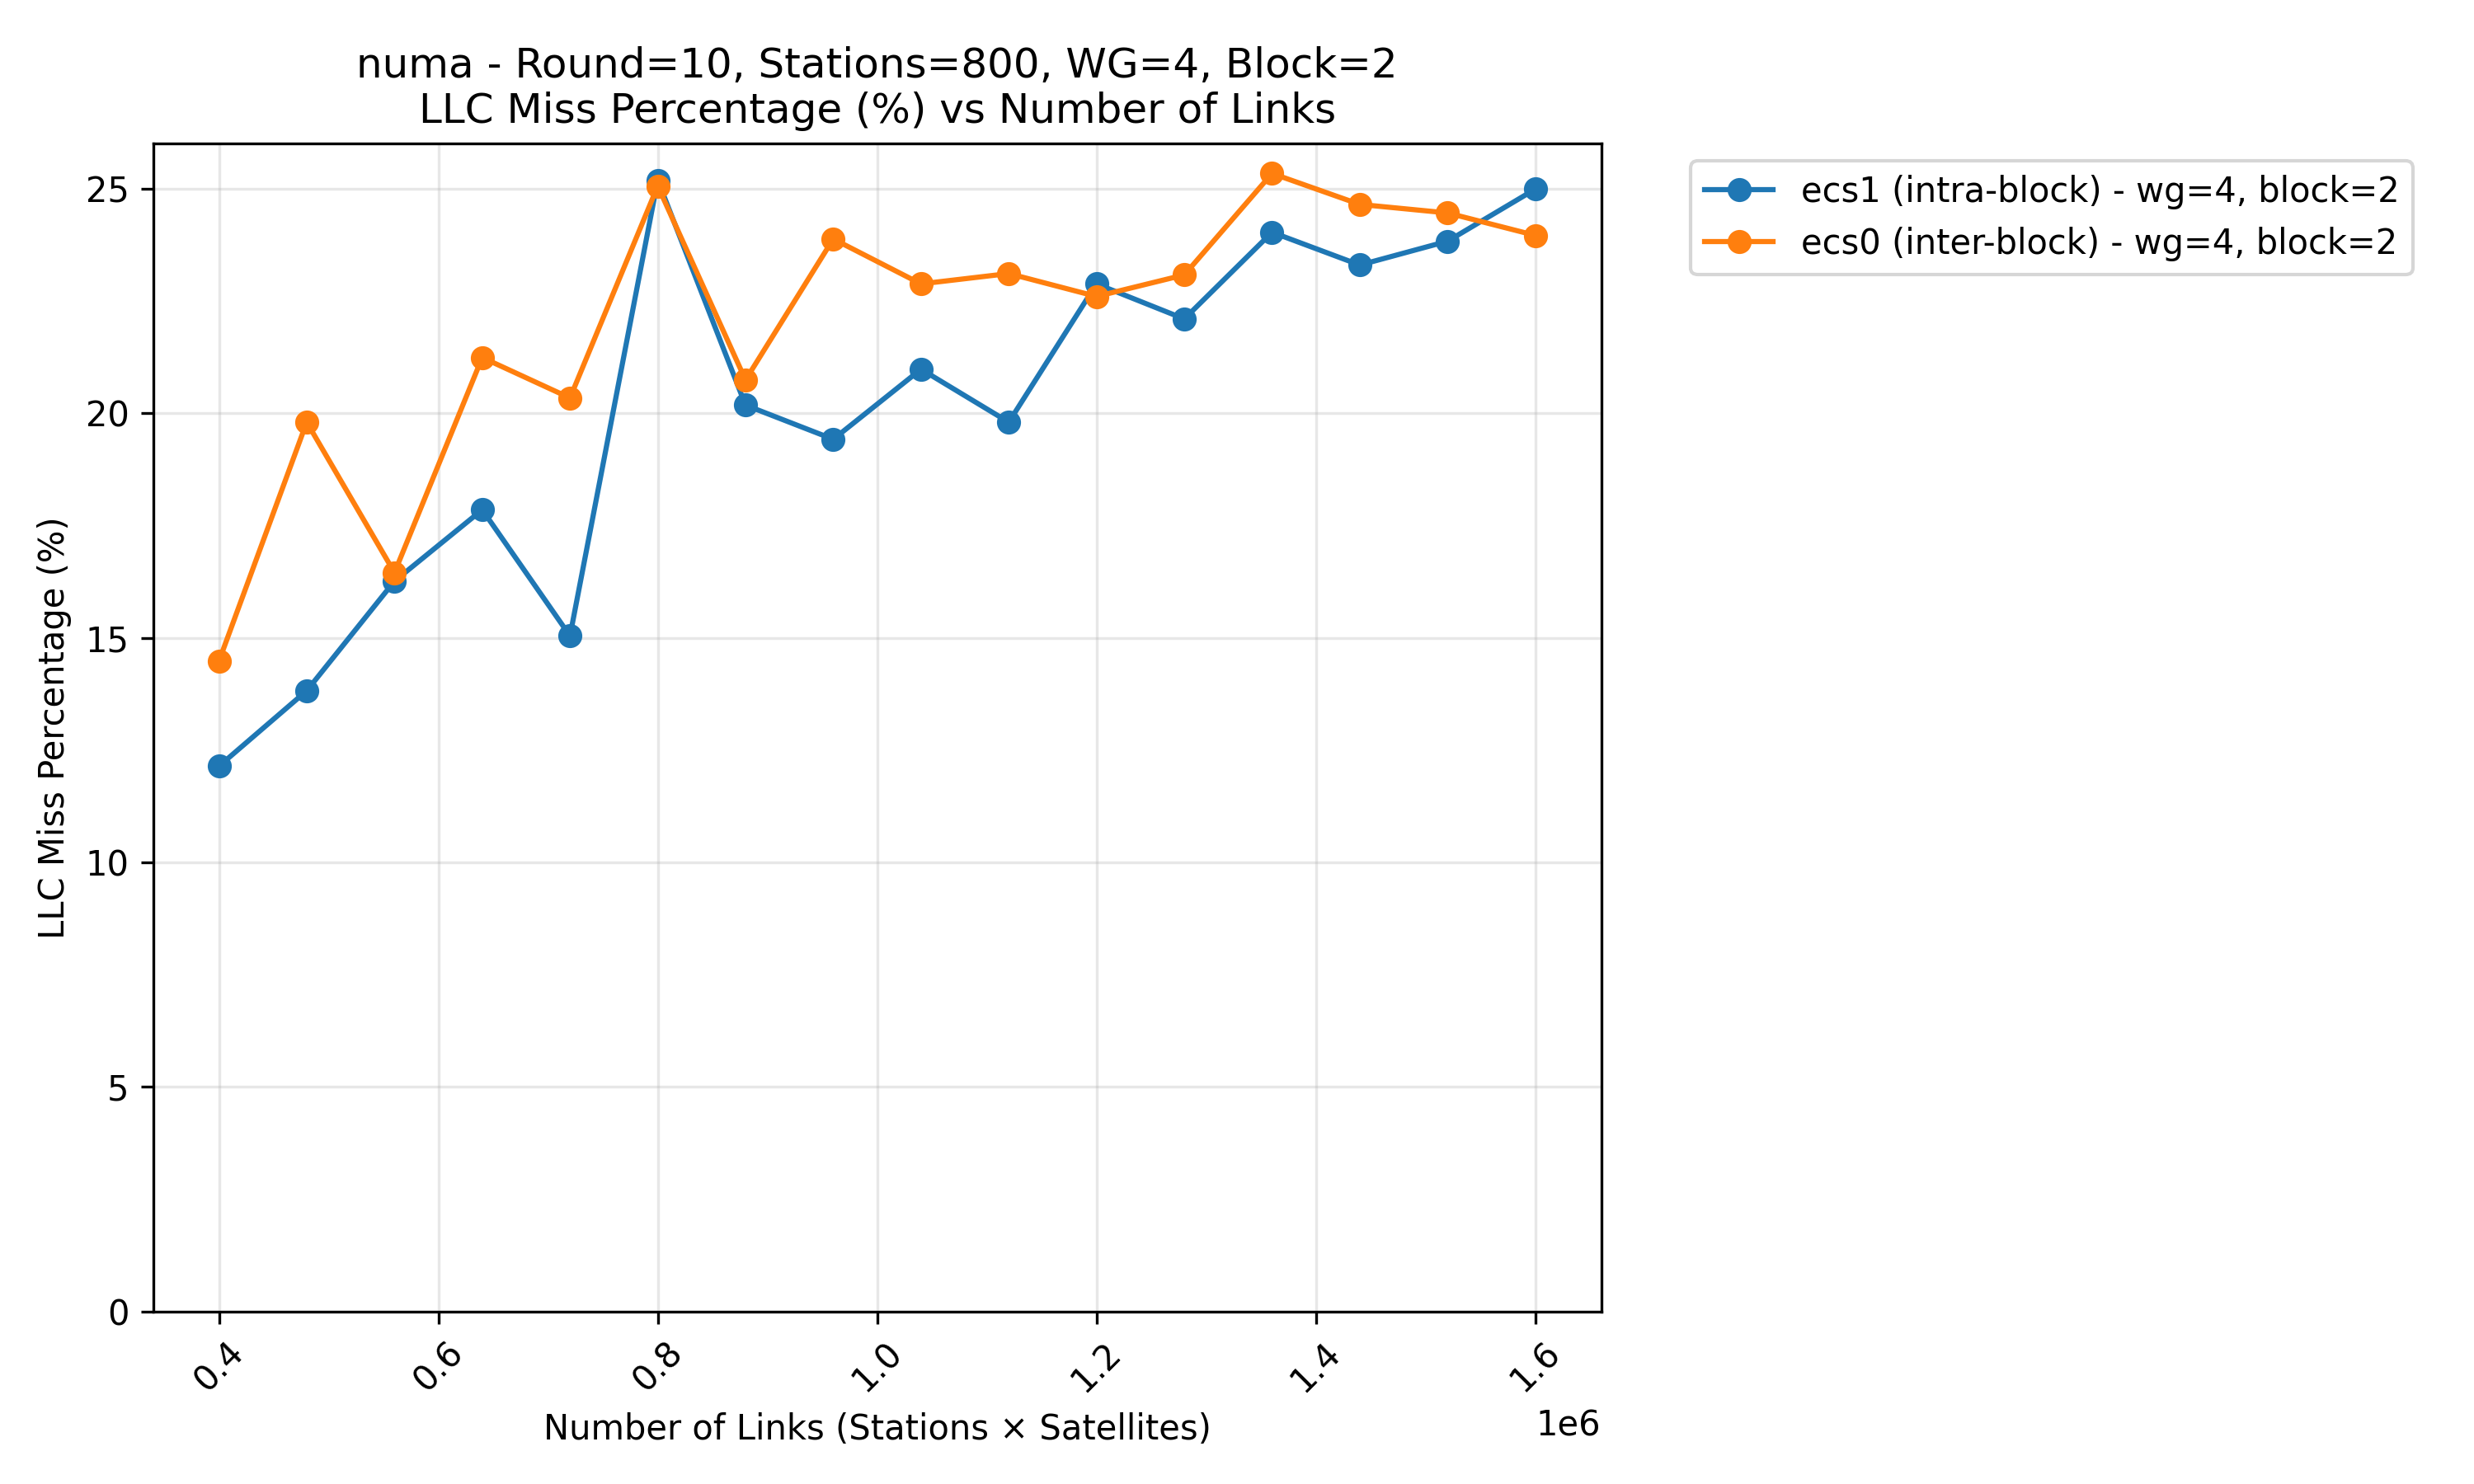 numa - Round=10, Stations=800, WG=4, Block=2
LLC Miss Percentage (%) vs Number of Links
ecs1 (intra-block) - wg=4, block=2
ecs0 (inter-block) - wg=4, block=2
LLC Miss Percentage (%)
25
20
15
10
5
0
0.4
0.6
0.8
1.0
1.2
1.4
1.6
1e6
Number of Links (Stations × Satellites)